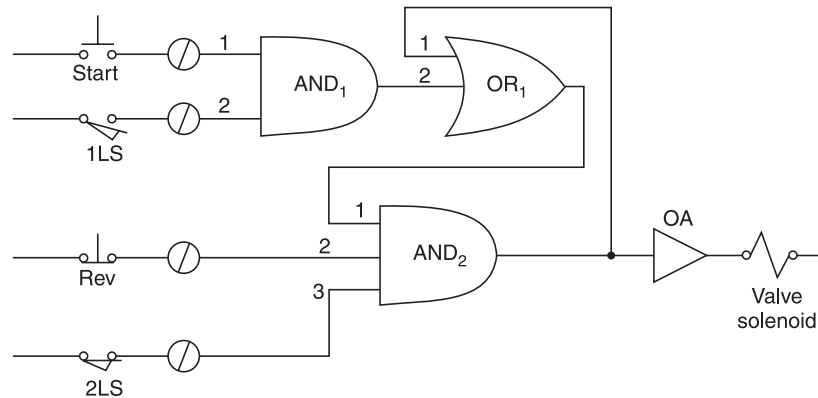 1
Start
AND1
1
2
OR1
2
1LS
1
OA
Rev
2
AND2
3
Valve
solenoid
2LS